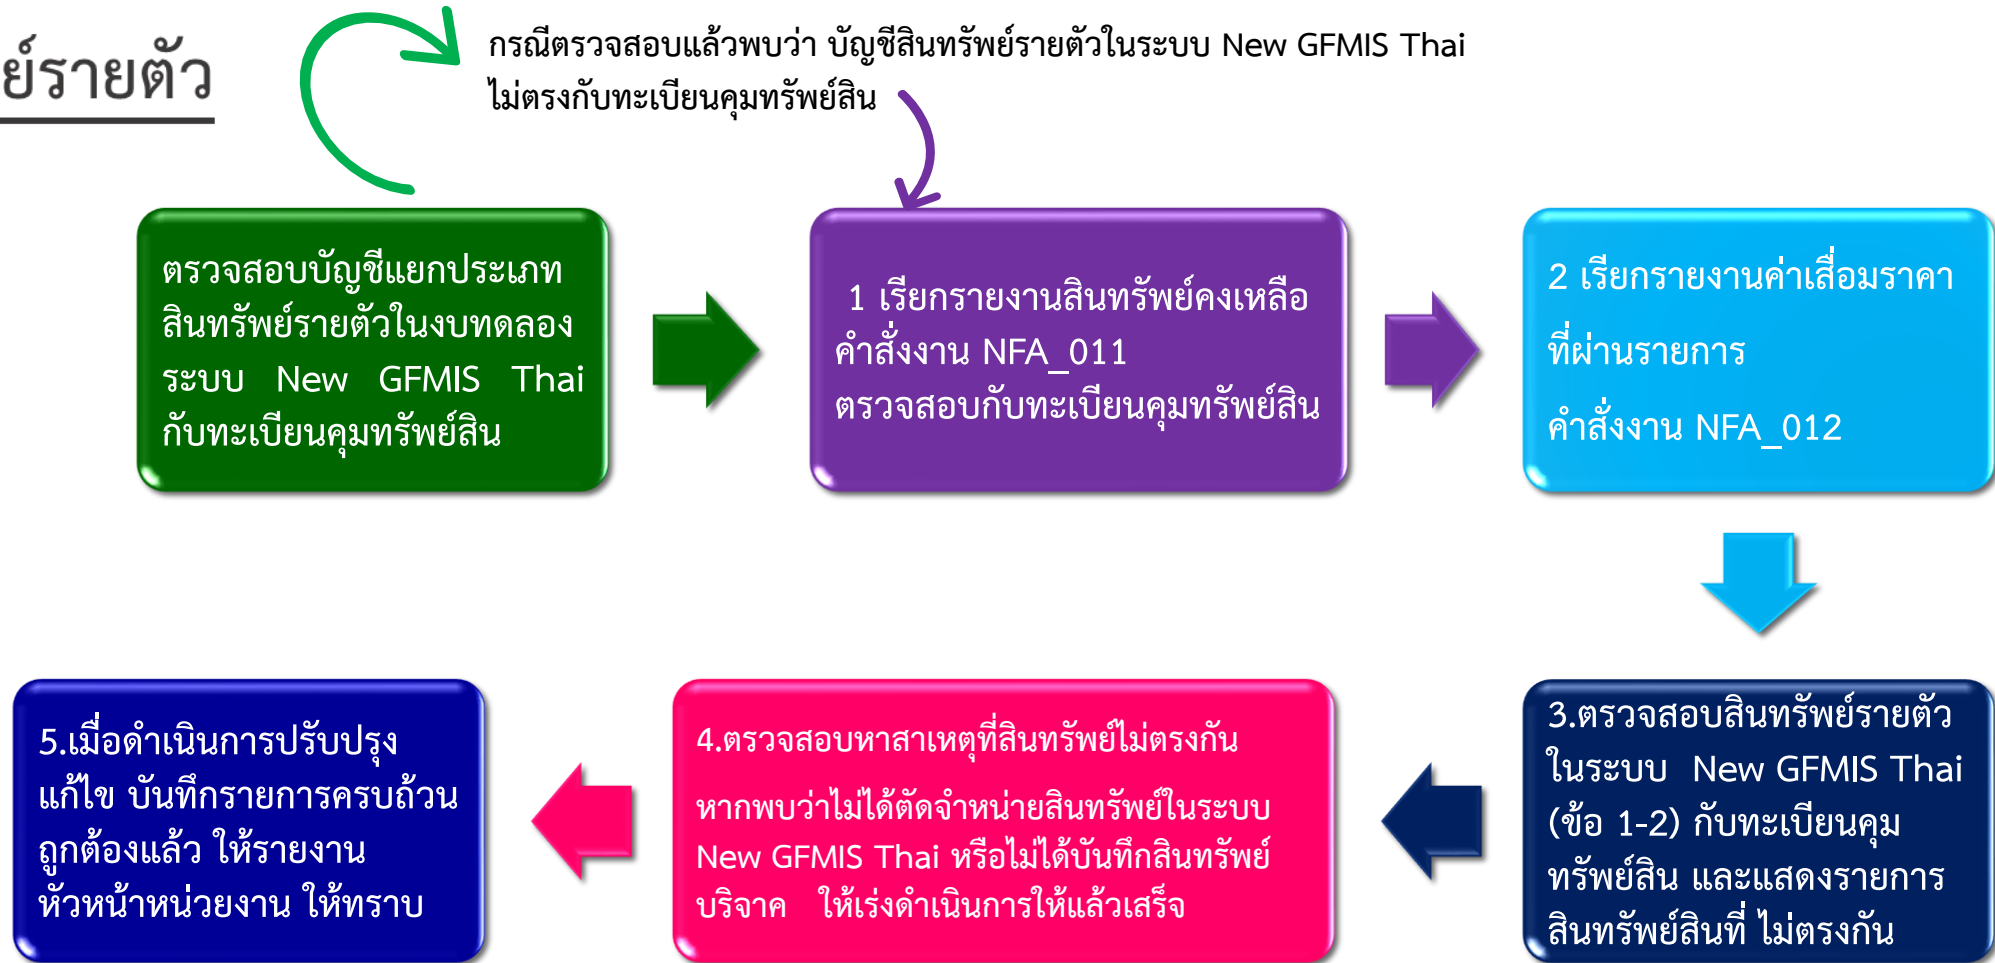 ย์รายตัว
กรณีตรวจสอบแล้วพบว่า บัญชีสินทรัพย์รายตัวในระบบ New GFMIS Thai
ไม่ตรงกับทะเบียนคุมทรัพย์สิน
ตรวจสอบบัญชีแยกประเภท
สินทรัพย์รายตัวในงบทดลอง
ระบบ New GFMIS Thai
กับทะเบียนคุมทรัพย์สิน
1 เรียกรายงานสินทรัพย์คงเหลือ
คำสั่งงาน NFA_011
ตรวจสอบกับทะเบียนคุมทรัพย์สิน
2 เรียกรายงานค่าเสื่อมราคา
ที่ผ่านรายการ
คำสั่งงาน NFA_012
3.ตรวจสอบสินทรัพย์รายตัว
ในระบบ New GFMIS Thai
(ข้อ 1-2) กับทะเบียนคุม
ทรัพย์สิน และแสดงรายการ
สินทรัพย์สินที่ ไม่ตรงกัน
4.ตรวจสอบหาสาเหตุที่สินทรัพย์ไม่ตรงกัน
หากพบว่าไม่ได้ตัดจำหน่ายสินทรัพย์ในระบบ
New GFMIS Thai หรือไม่ได้บันทึกสินทรัพย์
บริจาค ให้เร่งดำเนินการให้แล้วเสร็จ
5.เมื่อดำเนินการปรับปรุง
แก้ไข บันทึกรายการครบถ้วน
ถูกต้องแล้ว ให้รายงาน
หัวหน้าหน่วยงาน ให้ทราบ